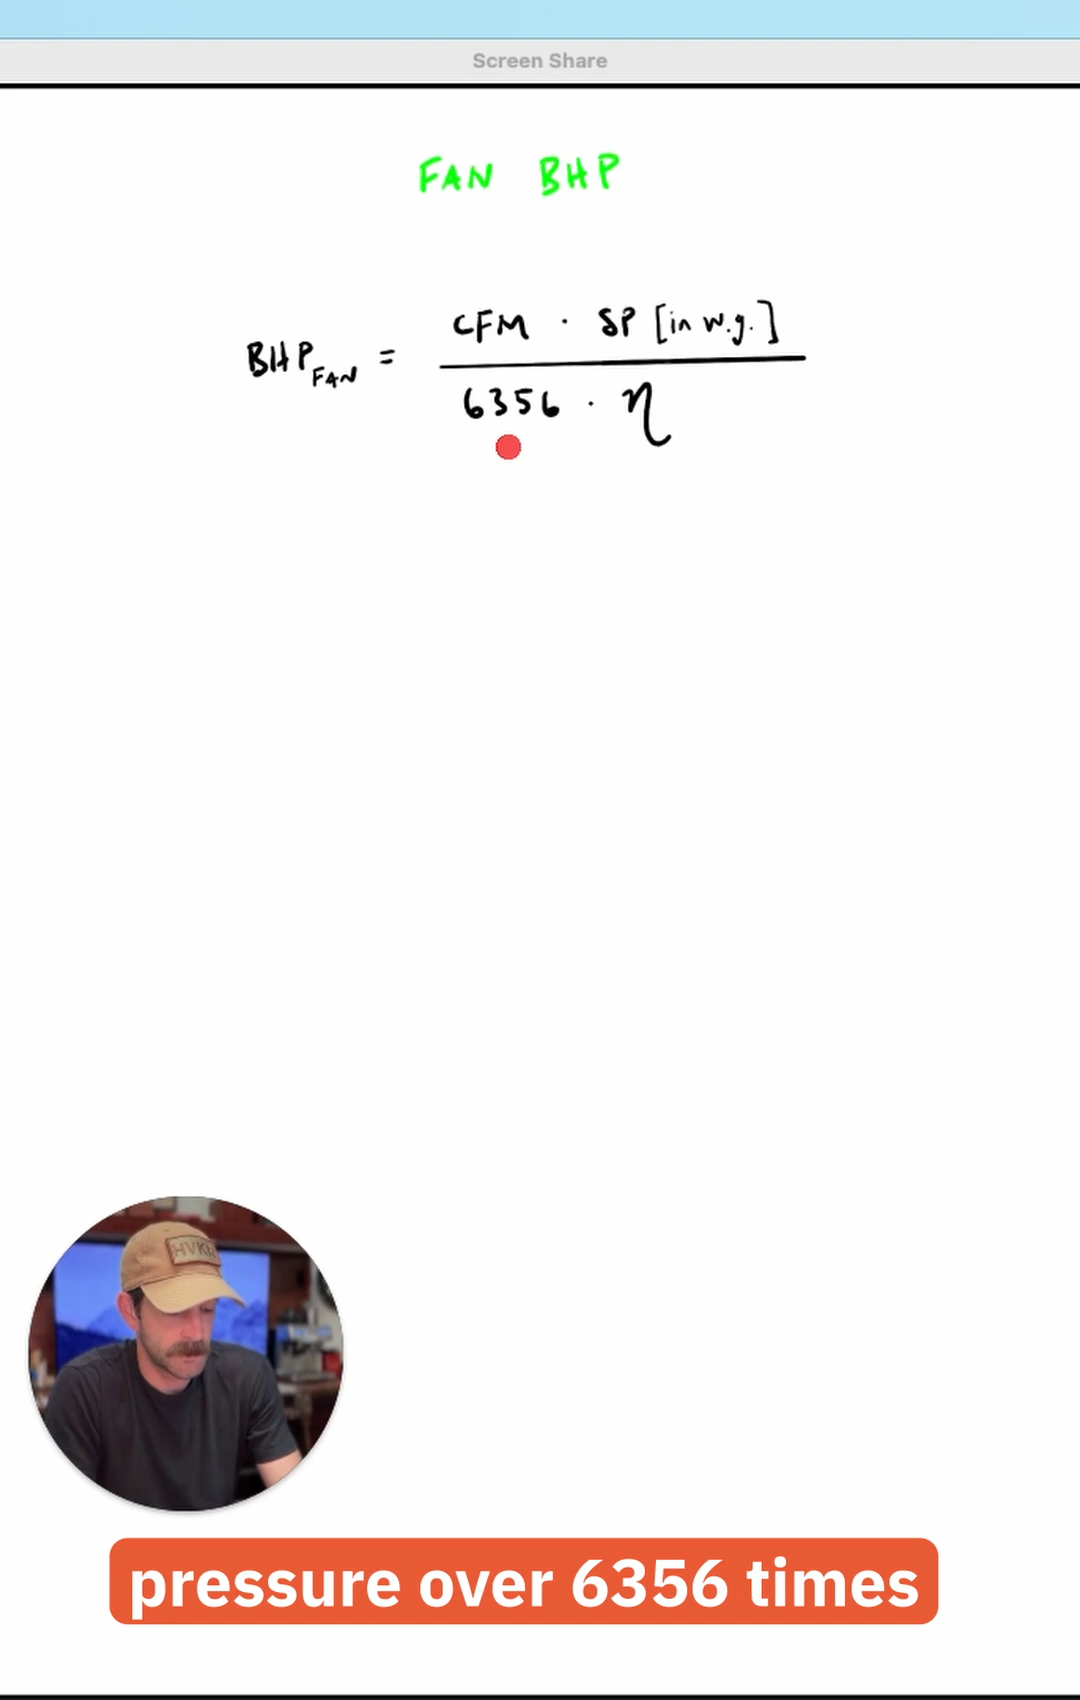 Screen Share
FAN BHP
BHP_FAN = CFM · SP [in w.g.]
6356 · η
pressure over 6356 times